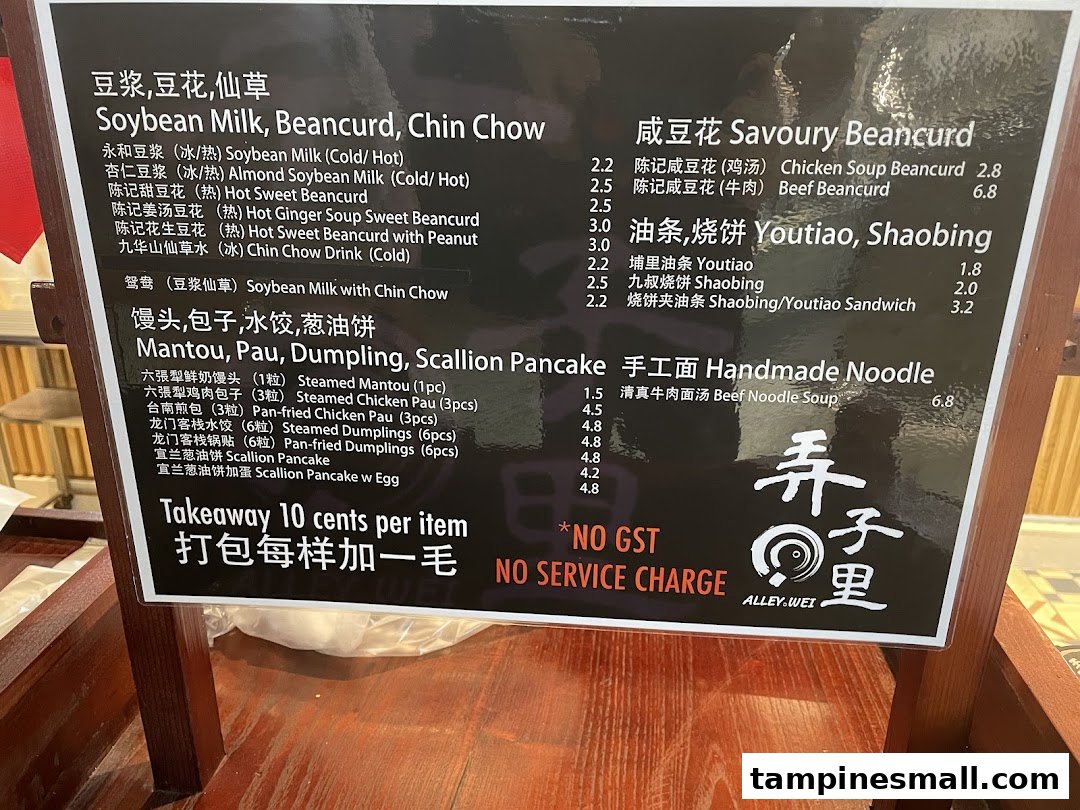 豆浆,豆花,仙草
Soybean Milk, Beancurd, Chin Chow
永和豆浆（冰/热) Soybean Milk (Cold/ Hot) 2.2
杏仁豆浆（冰/热) Almond Soybean Milk (Cold/ Hot) 2.5
陈记甜豆花（热) Hot Sweet Beancurd 2.5
陈记姜汤豆花 （热) Hot Ginger Soup Sweet Beancurd 3.0
陈记花生豆花 （热) Hot Sweet Beancurd with Peanut 3.0
九华山仙草水（冰）Chin Chow Drink (Cold) 2.2
2.5
鸳鸯 （豆浆仙草）Soybean Milk with Chin Chow 2.2
馒头,包子,水饺,葱油饼
Mantou, Pau, Dumpling, Scallion Pancake
六張犁鲜奶馒头（1粒） Steamed Mantou (1pc) 1.5
六張犁鸡肉包子（3粒） Steamed Chicken Pau (3pcs) 4.5
台南煎包（3粒）Pan-fried Chicken Pau (3pcs) 4.8
龙门客栈水饺（6粒）Steamed Dumplings (6pcs) 4.8
龙门客栈锅贴（6粒）Pan-fried Dumplings (6pcs) 4.8
宜兰葱油饼 Scallion Pancake 4.2
宜兰葱油饼加蛋 Scallion Pancake w Egg 4.8
Takeaway 10 cents per item
打包每样加一毛
咸豆花 Savoury Beancurd
陈记咸豆花 (鸡汤） Chicken Soup Beancurd 2.8
陈记咸豆花 (牛肉） Beef Beancurd 6.8
油条,烧饼 Youtiao, Shaobing
埔里油条 Youtiao 1.8
九叔烧饼 Shaobing 2.0
烧饼夹油条 Shaobing/Youtiao Sandwich 3.2
手工面 Handmade Noodle
清真牛肉面汤 Beef Noodle Soup 6.8
*NO GST
NO SERVICE CHARGE
弄子里
ALLEY.WEI
tampinesmall.com